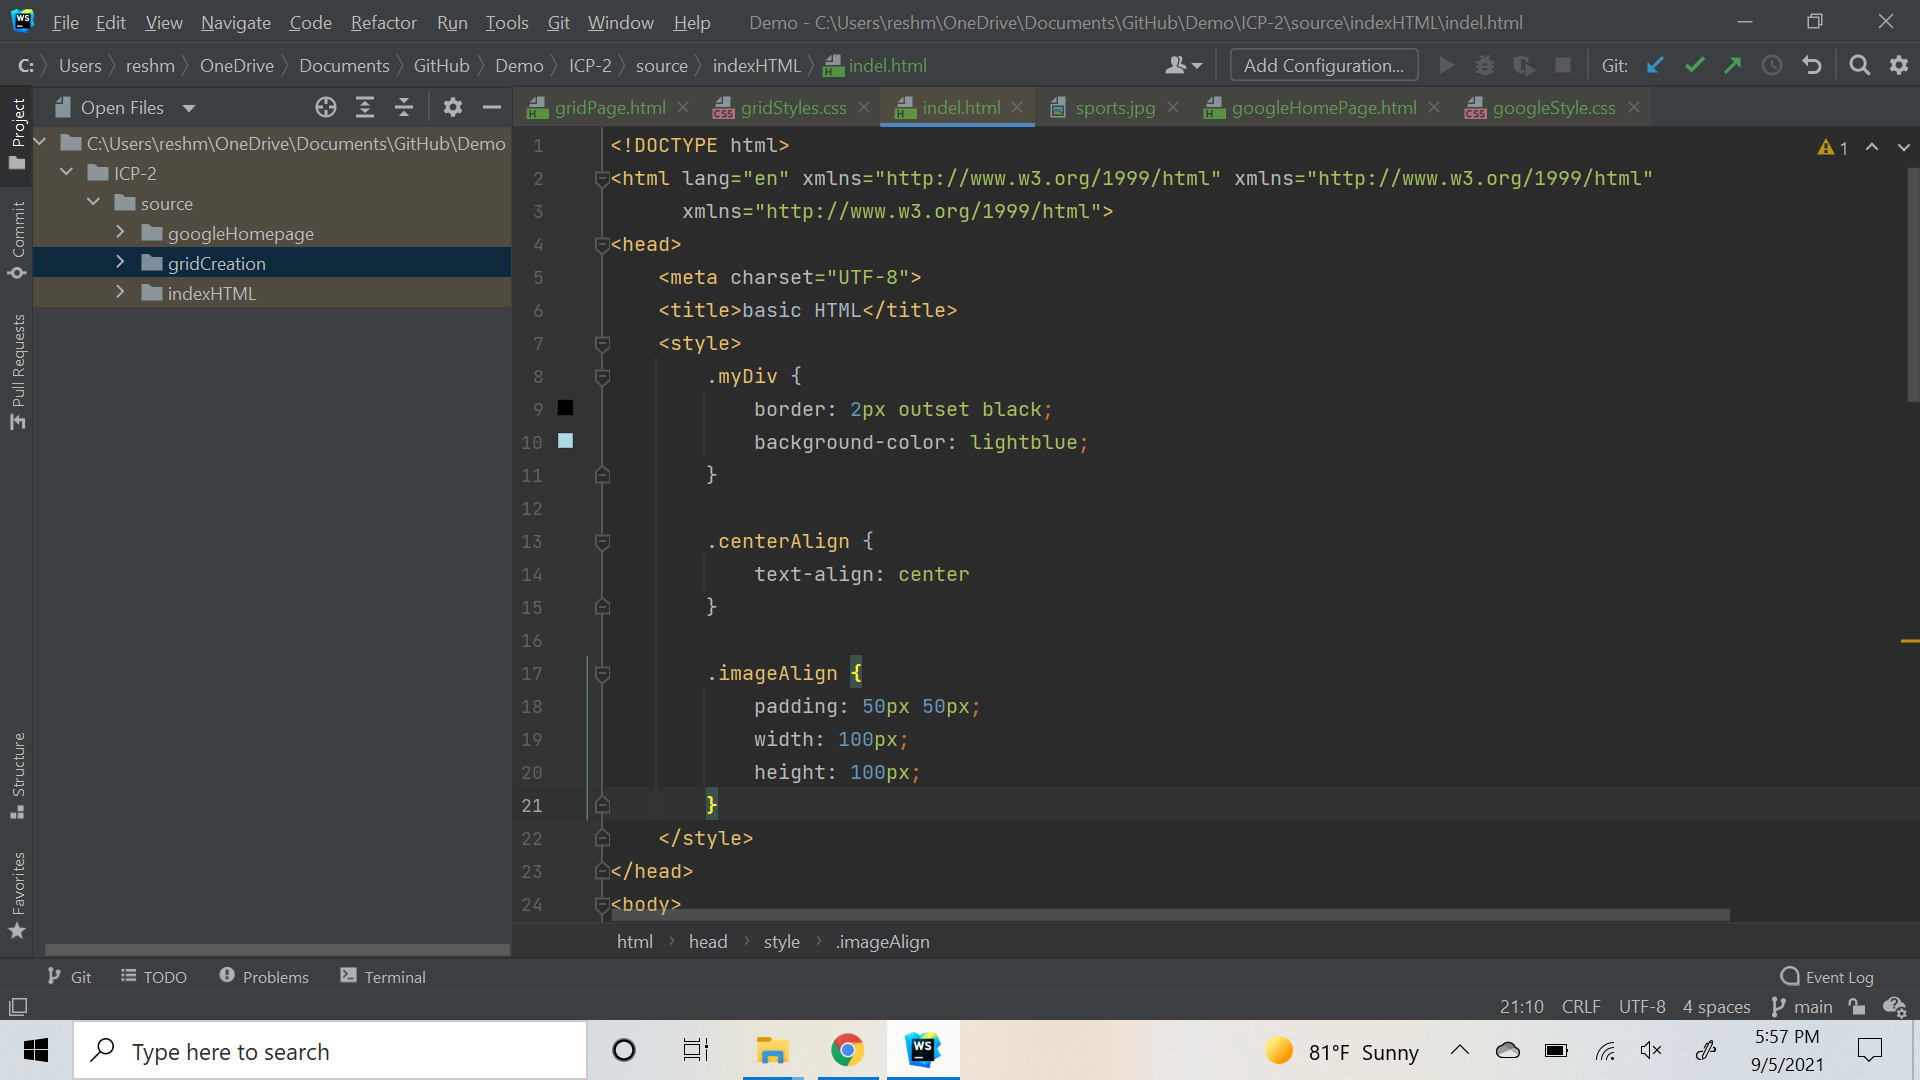 WS File Edit View Navigate Code Refactor Run Tools Git Window Help Demo - C:\Users\reshm\OneDrive\Documents\GitHub\Demo\ICP-2\source\indexHTML\indel.html
C: Users reshm OneDrive Documents GitHub Demo ICP-2 source indexHTML indel.html Add Configuration... Git:
Project
Commit
Pull Requests
Structure
Favorites
Open Files
C:\Users\reshm\OneDrive\Documents\GitHub\Demo
ICP-2
source
googleHomepage
gridCreation
indexHTML
gridPage.html gridStyles.css indel.html sports.jpg googleHomePage.html googleStyle.css
1 <!DOCTYPE html> 1
2 <html lang="en" xmlns="http://www.w3.org/1999/html" xmlns="http://www.w3.org/1999/html"
3 xmlns="http://www.w3.org/1999/html">
4 <head>
5 <meta charset="UTF-8">
6 <title>basic HTML</title>
7 <style>
8 .myDiv {
9 border: 2px outset black;
10 background-color: lightblue;
11 }
12
13 .centerAlign {
14 text-align: center
15 }
16
17 .imageAlign {
18 padding: 50px 50px;
19 width: 100px;
20 height: 100px;
21 }
22 </style>
23 </head>
24 <body>
html head style .imageAlign
Git TODO Problems Terminal Event Log
21:10 CRLF UTF-8 4 spaces main
Type here to search WS 81°F Sunny 5:57 PM
9/5/2021